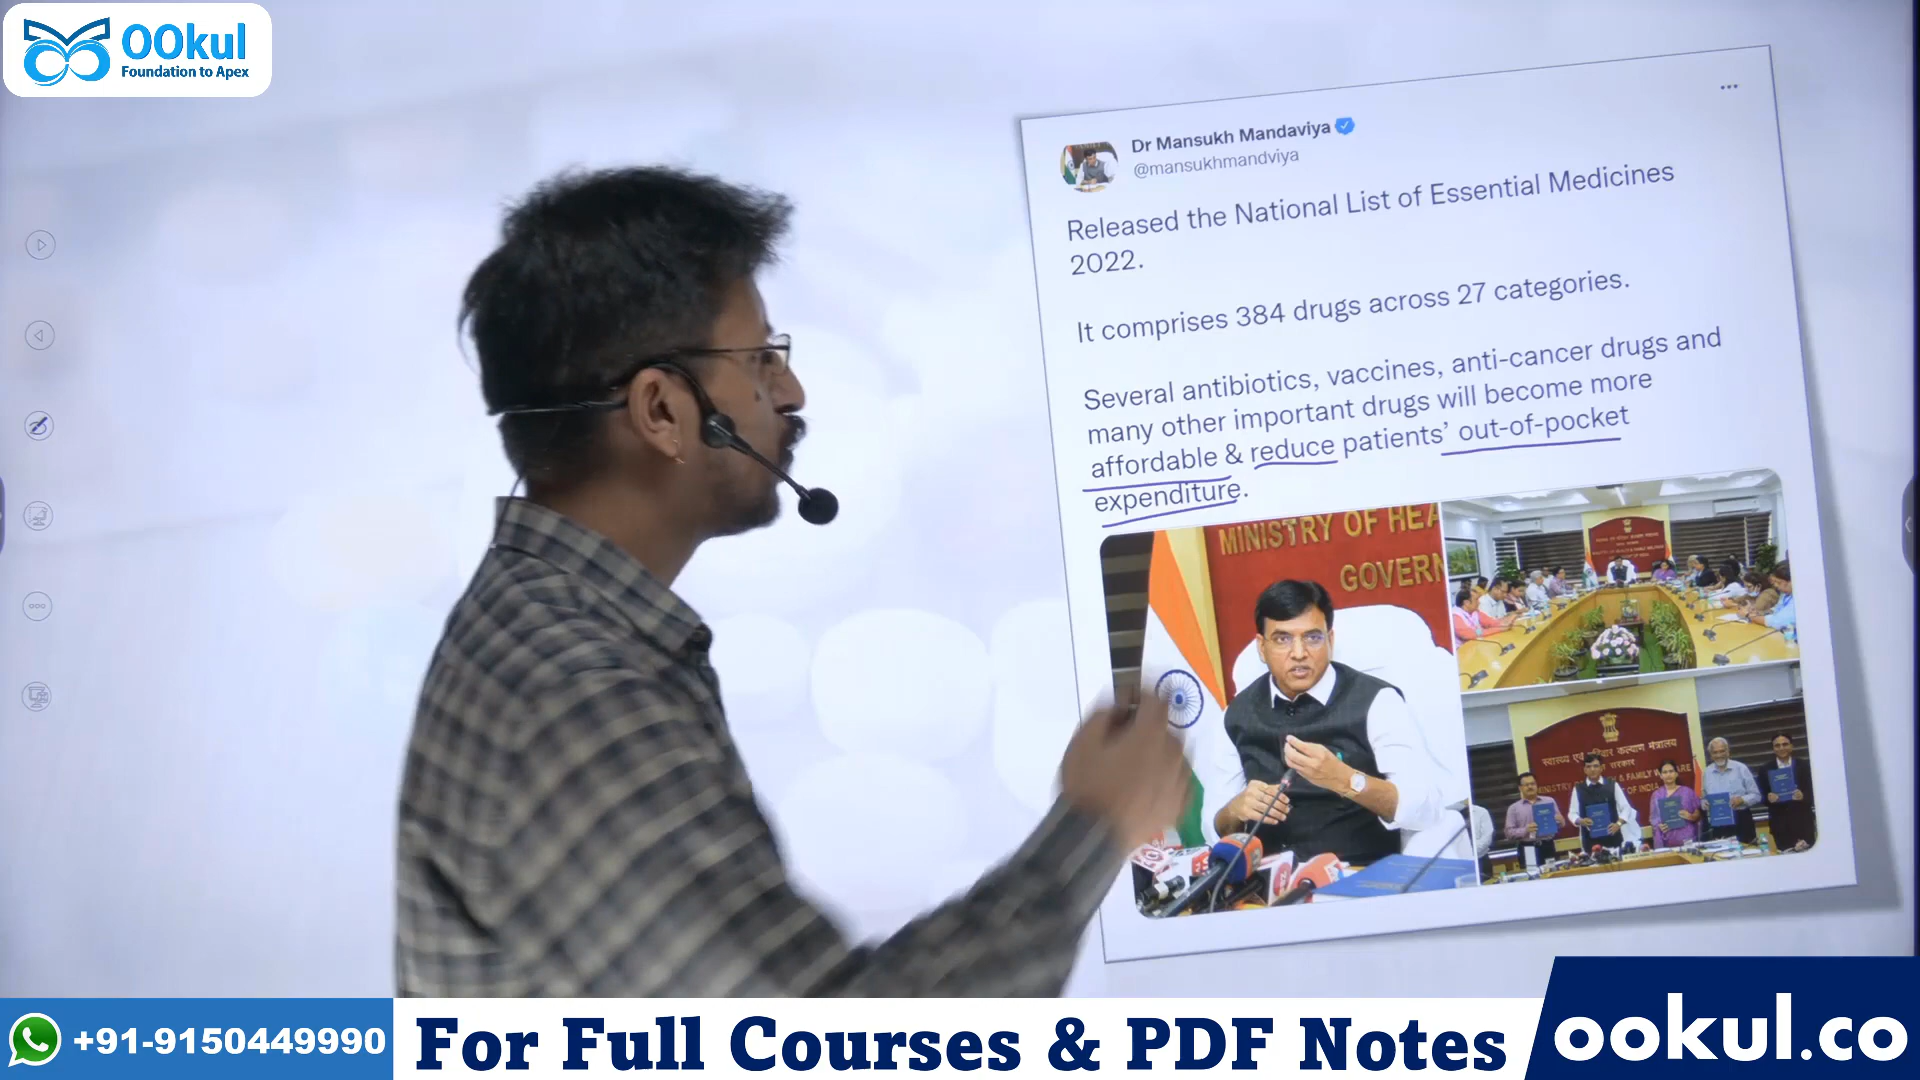 OOkul
Foundation to Apex
Dr Mansukh Mandaviya
@mansukhmandviya
Released the National List of Essential Medicines
2022.
It comprises 384 drugs across 27 categories.
Several antibiotics, vaccines, anti-cancer drugs and
many other important drugs will become more
affordable & reduce patients’ out-of-pocket
expenditure.
MINISTRY OF HEA
GOVERN
मंत्रालय
+91-9150449990
For Full Courses & PDF Notes
ookul.co